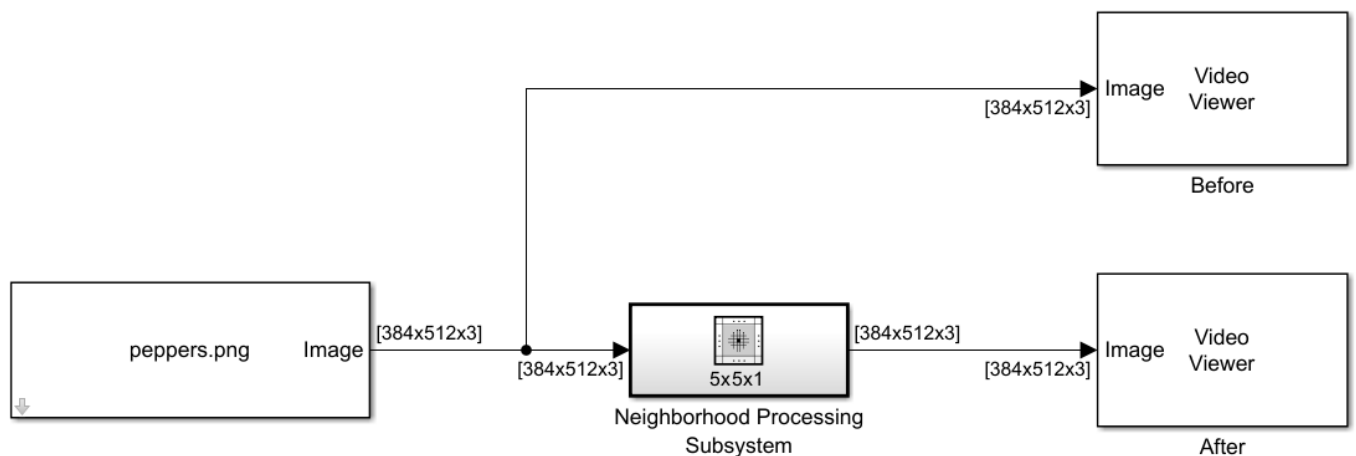 Image
Video
Viewer
[384x512x3]
Before
peppers.png
Image
[384x512x3]
[384x512x3]
5x5x1
Neighborhood Processing
Subsystem
[384x512x3]
[384x512x3]
Image
Video
Viewer
After